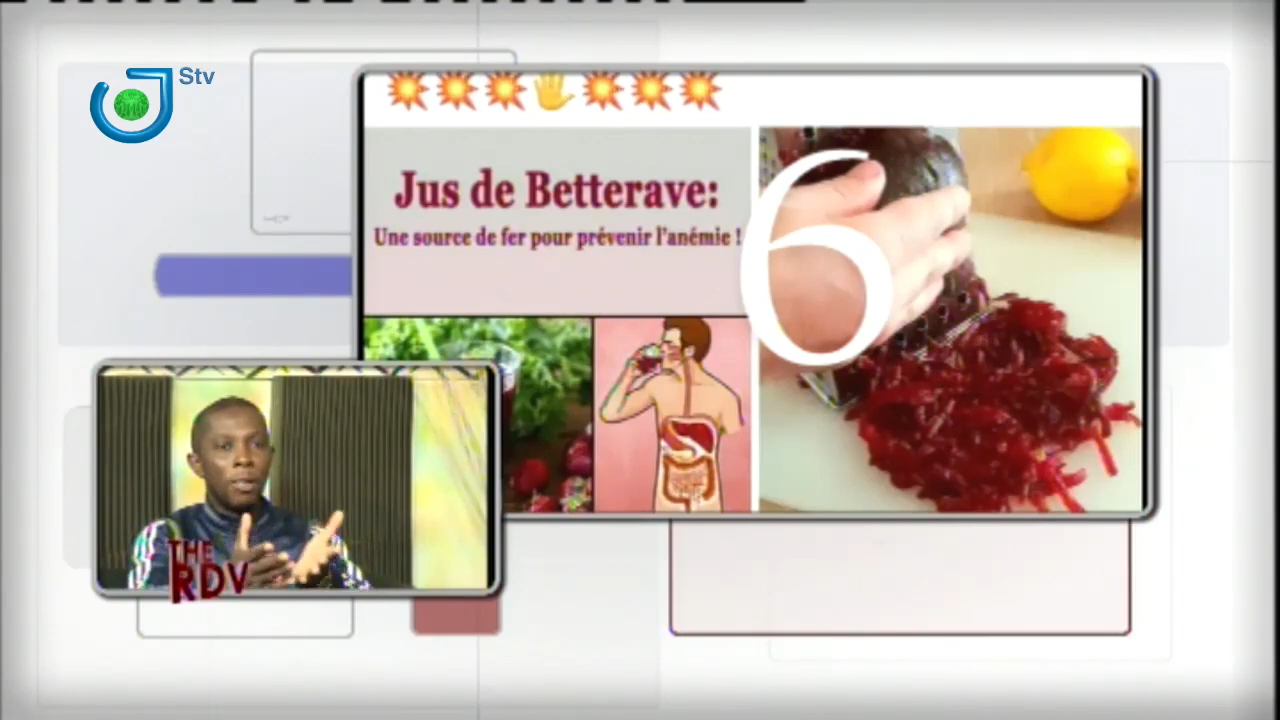 Stv
Jus de Betterave:
Une source de fer pour prévenir l'anémie !
6
THE
RDV